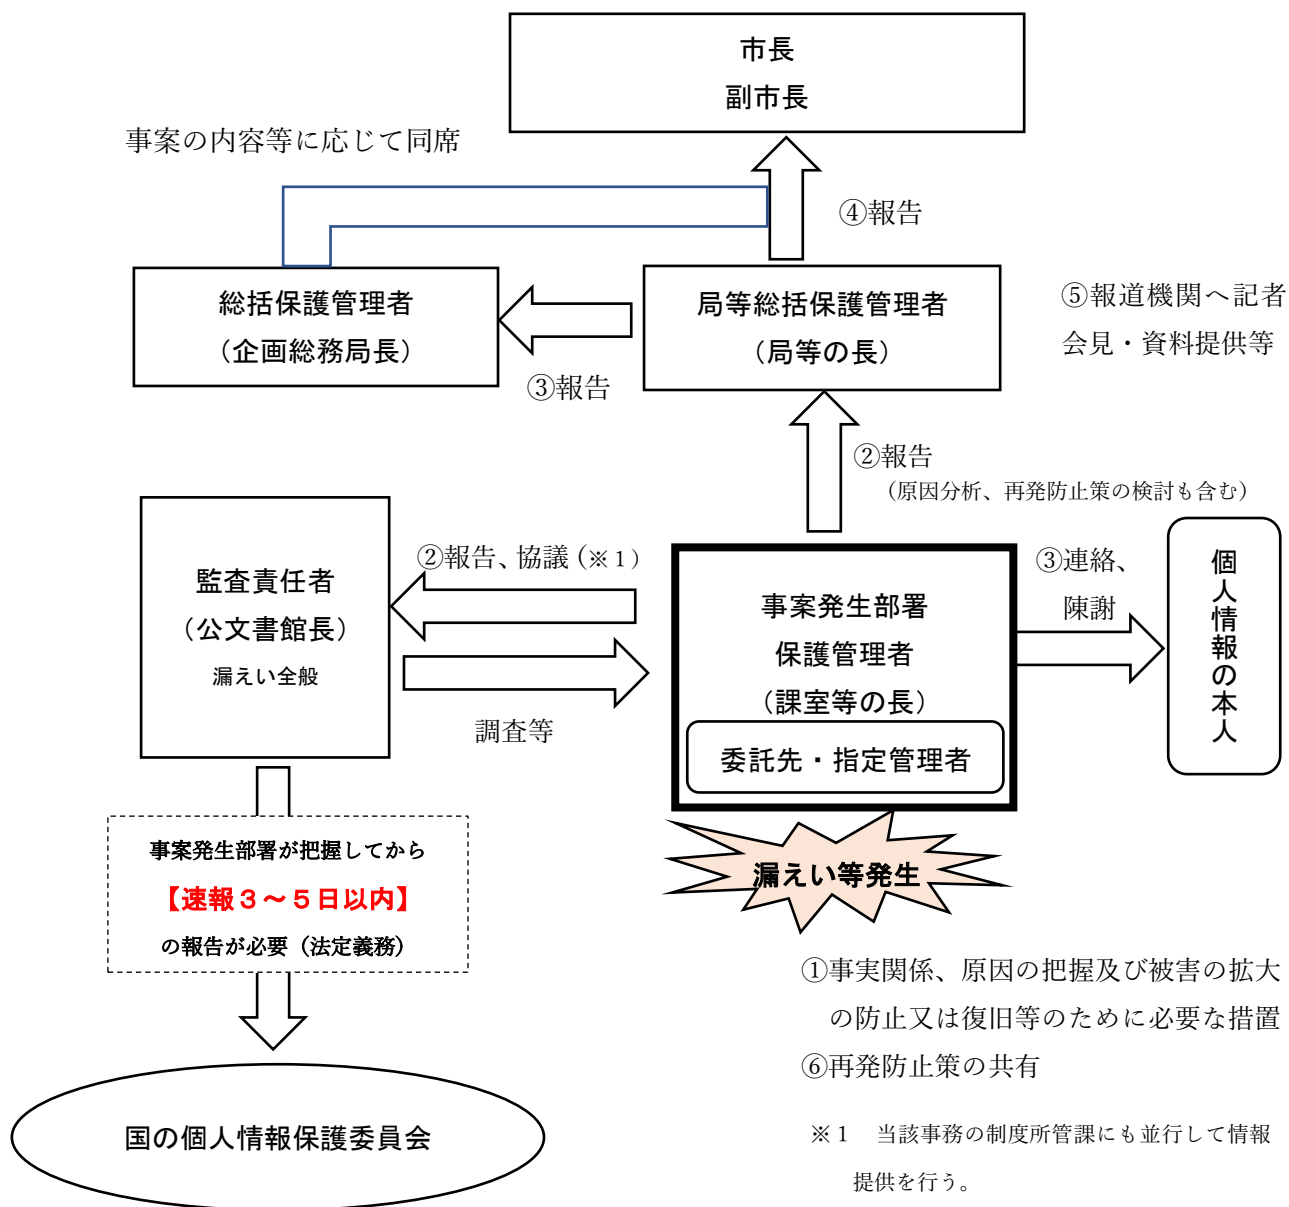 市長
副市長
事案の内容等に応じて同席
④報告
総括保護管理者
（企画総務局長）
局等総括保護管理者
（局等の長）
⑤報道機関へ記者
会見・資料提供等
③報告
②報告
（原因分析、再発防止策の検討も含む）
監査責任者
（公文書館長）
漏えい全般
②報告、協議（※１）
調査等
事案発生部署
保護管理者
（課室等の長）
委託先・指定管理者
③連絡、
陳謝
個人情報の本人
事案発生部署が把握してから
【速報３～５日以内】
の報告が必要（法定義務）
漏えい等発生
国の個人情報保護委員会
①事実関係、原因の把握及び被害の拡大
の防止又は復旧等のために必要な措置
⑥再発防止策の共有
※１　当該事務の制度所管課にも並行して情報
提供を行う。